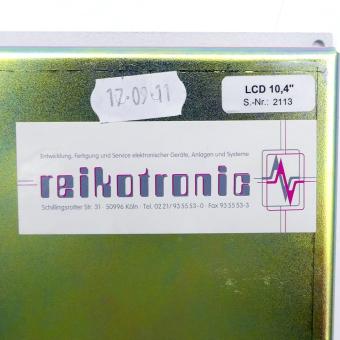 12.09.11
LCD 10,4"
S.-Nr.: 2113
Entwicklung, Fertigung und Service elektronischer Geräte, Anlagen und Systeme
reikotronic
Schillingsrotter Str. 31 · 50996 Köln · Tel. 02 21/93 55 53-0 · Fax 93 55 53-3